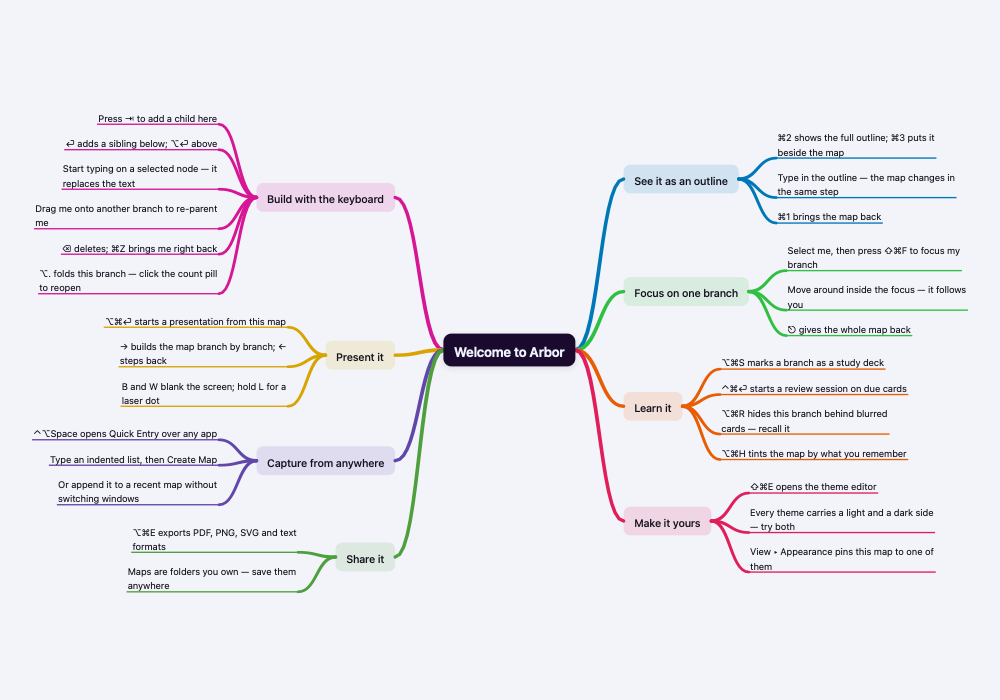 Welcome to Arbor
See it as an outline
⌘2 shows the full outline; ⌘3 puts it
beside the map
Type in the outline — the map changes in
the same step
⌘1 brings the map back
Focus on one branch
Select me, then press ⇧⌘F to focus my
branch
Move around inside the focus — it follows
you
⎋ gives the whole map back
Learn it
⌥⌘S marks a branch as a study deck
⌃⌘⏎ starts a review session on due cards
⌥⌘R hides this branch behind blurred
cards — recall it
⌥⌘H tints the map by what you remember
Make it yours
⇧⌘E opens the theme editor
Every theme carries a light and a dark side
— try both
View ▸ Appearance pins this map to one of
them
Build with the keyboard
Press ⇥ to add a child here
⏎ adds a sibling below; ⌥⏎ above
Start typing on a selected node — it
replaces the text
Drag me onto another branch to re-parent
me
⌫ deletes; ⌘Z brings me right back
⌥. folds this branch — click the count pill
to reopen
Present it
⌥⌘⏎ starts a presentation from this map
→ builds the map branch by branch; ←
steps back
B and W blank the screen; hold L for a
laser dot
Capture from anywhere
⌃⌥Space opens Quick Entry over any app
Type an indented list, then Create Map
Or append it to a recent map without
switching windows
Share it
⌥⌘E exports PDF, PNG, SVG and text
formats
Maps are folders you own — save them
anywhere